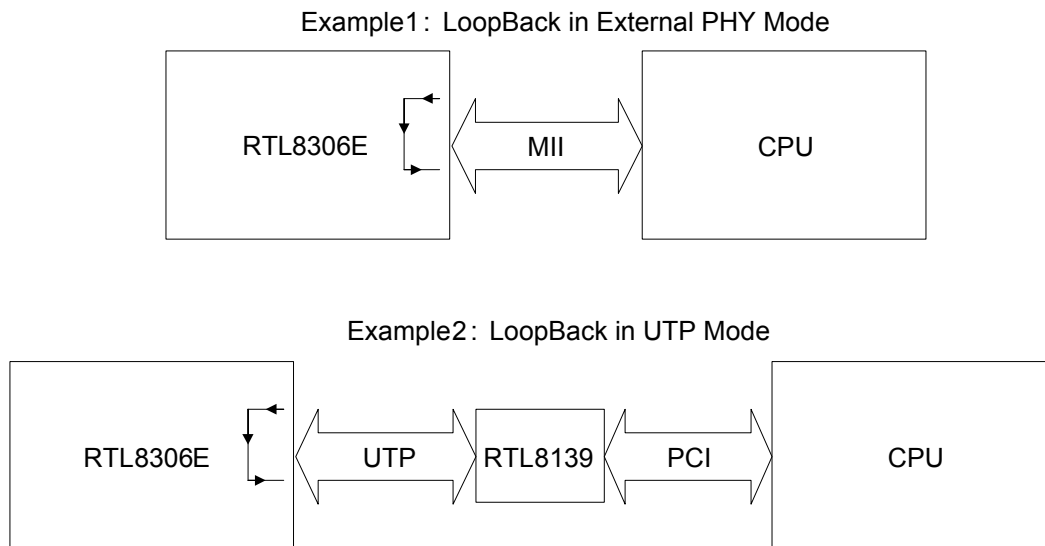 Example1: LoopBack in External PHY Mode
RTL8306E
MII
CPU
Example2: LoopBack in UTP Mode
RTL8306E
UTP
RTL8139
PCI
CPU